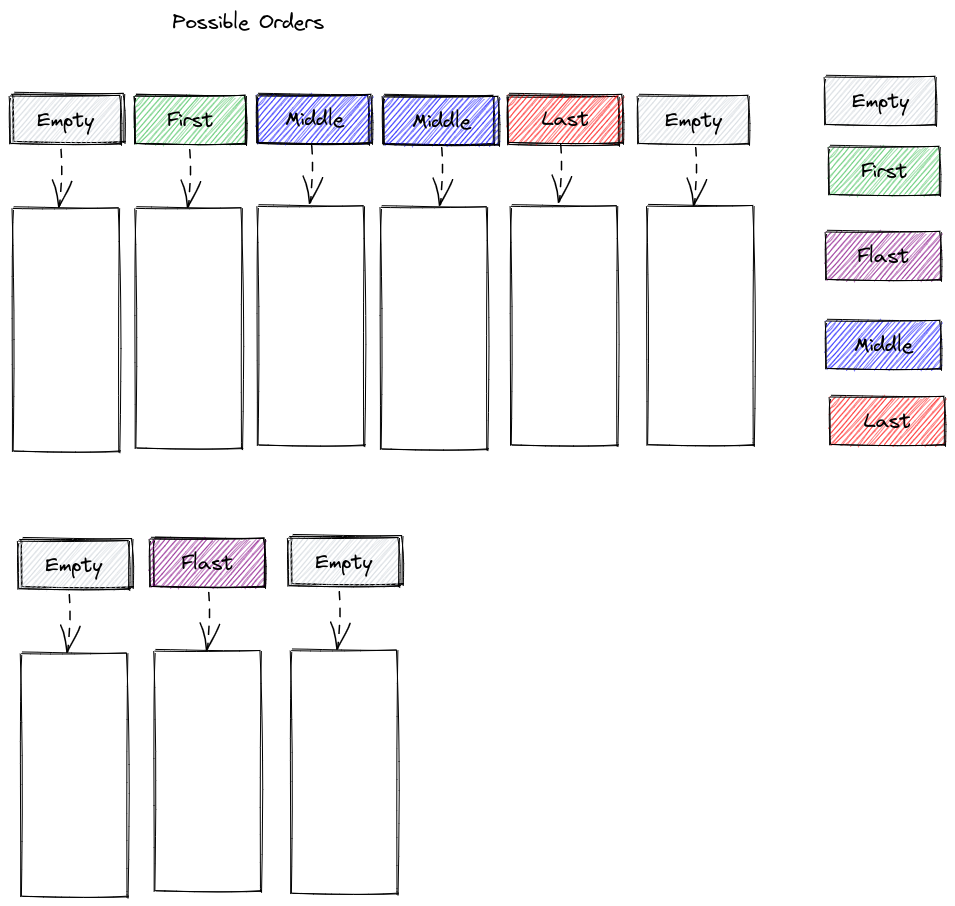 Possible Orders
Empty First Middle Middle Last Empty
Empty
First
Flast
Middle
Last
Empty Flast Empty